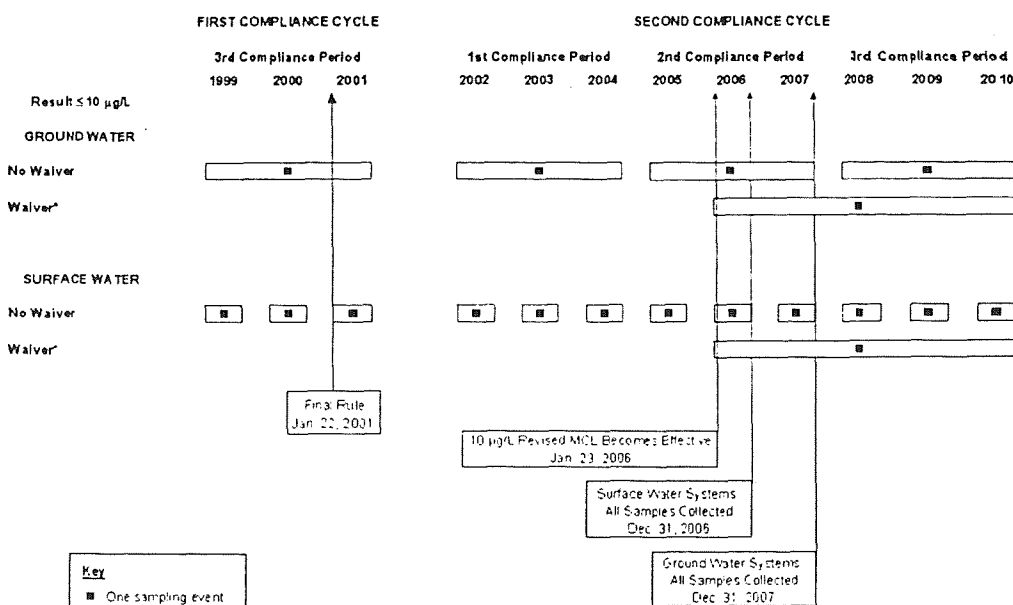 FIRST COMPLIANCE CYCLE SECOND COMPLIANCE CYCLE
3rd Compliance Period 1st Compliance Period 2nd Compliance Period 3rd Compliance Period
1999 2000 2001 2002 2003 2004 2005 2006 2007 2008 2009 2010
Result ≤ 10 µg/L
GROUND WATER
No Waiver
Waiver*
SURFACE WATER
No Waiver
Waiver*
Final Rule
Jan. 22, 2001
10 µg/L Revised MCL Becomes Effective
Jan. 23, 2006
Surface Water Systems
All Samples Collected
Dec. 31, 2006
Ground Water Systems
All Samples Collected
Dec. 31, 2007
Key
One sampling event